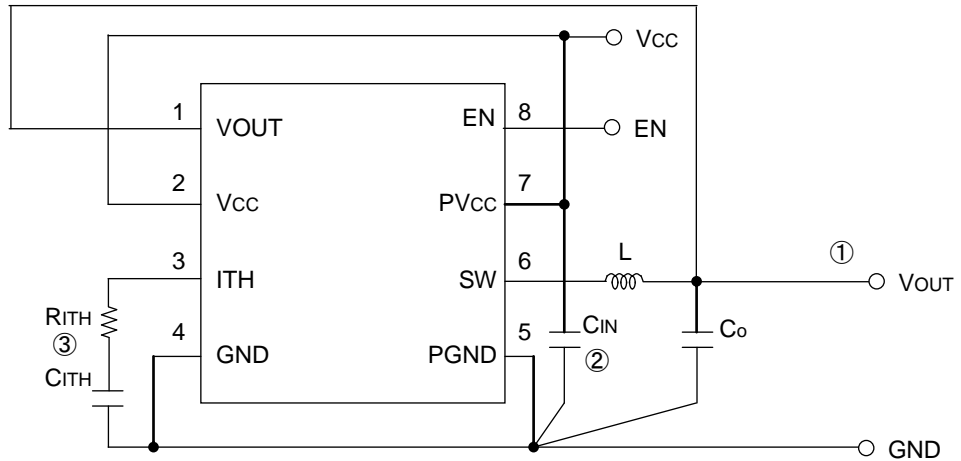 VCC
1
VOUT
EN
8
EN
2
VCC
PVCC
7
3
ITH
SW
6
L
①
VOUT
RITH
③
CITH
4
GND
PGND
5
CIN
②
Co
GND